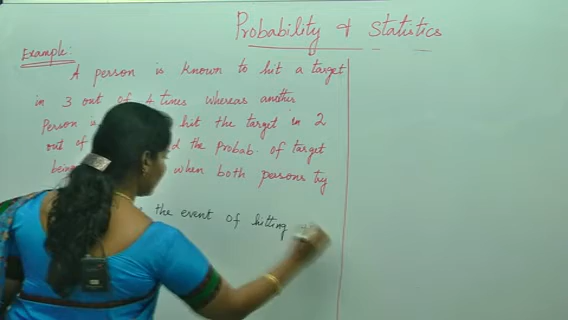 Probability & Statistics
Example:
A person is known to hit a target
in 3 out of 4 times whereas another
Person is hit the target in 2
out of the Probab. of target
being when both persons try
the event of hitting